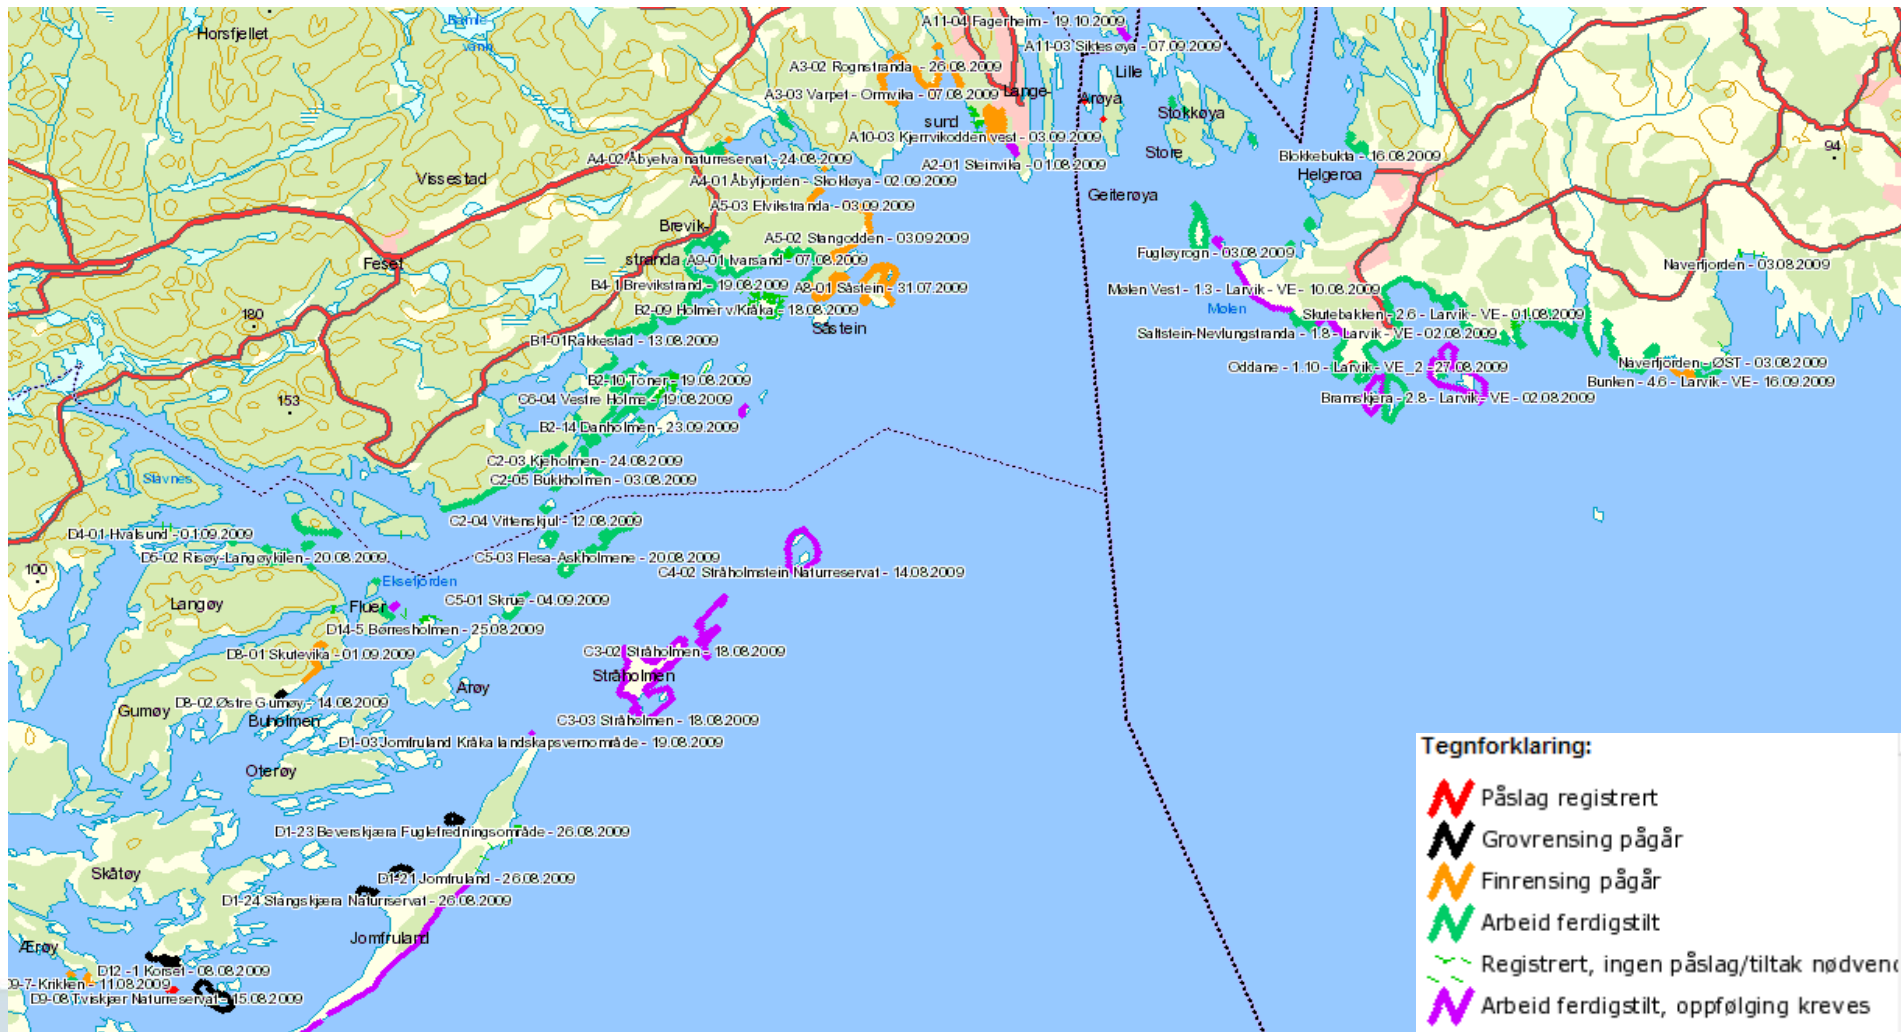 Horsfjellet
Bamle
vann
A11-04 Fagerheim - 19.10.2009
A11-03 Siktesøya - 07.09.2009
A3-02 Rognstranda - 26.08.2009
Lille
A3-03 Varpet - Ormvika - 07.08.2009
Lange-
Arøya
sund
Stokkøya
A10-03 Kjerrvikodden vest - 03.09.2009
94
A4-02 Åbyelva naturreservat - 24.08.2009
A2-01 Steinvika - 01.08.2009
Store
Blokkebukta - 16.08.2009
Vissestad
A4-01 Åbyfjorden - Skokløya - 02.09.2009
Helgeroa
Geiterøya
A5-03 Elvikstranda - 03.09.2009
Brevik-
A5-02 Stangodden - 03.09.2009
stranda
A9-01 Ivarsand - 07.08.2009
Fugløyrogn - 03.08.2009
Naverfjorden - 03.08.2009
Feset
B4-1 Brevikstrand - 19.08.2009
A8-01 Såstein - 31.07.2009
Mølen Vest - 1.3 - Larvik - VE - 10.08.2009
B2-09 Holmer v/Kråka - 18.08.2009
Mølen
Skutebakken - 2.6 - Larvik - VE - 01.08.2009
180
Såstein
Saltstein-Nevlungstranda - 1.8 - Larvik - VE - 02.08.2009
B1-01 Rakkestad - 13.08.2009
Oddane - 1.10 - Larvik - VE_2 - 27.08.2009
Naverfjorden - ØST - 03.08.2009
B2-10 Toner - 19.08.2009
Bunken - 4.6 - Larvik - VE - 16.09.2009
153
C6-04 Vestre Holme - 19.08.2009
Bramskjera - 2.8 - Larvik - VE - 02.08.2009
B2-14 Danholmen - 23.09.2009
C2-03 Kjeholmen - 24.08.2009
Slåvnes
C2-05 Bukkholmen - 03.08.2009
C2-04 Vittenskjul - 12.08.2009
D4-01 Hvalsund - 01.09.2009
D5-02 Risøy-Langøykilen - 20.08.2009
C5-03 Flesa-Askholmene - 20.08.2009
C4-02 Stråholmstein Naturreservat - 14.08.2009
100
Eksefjorden
Langøy
Fluer
C5-01 Skrue - 04.09.2009
D14-5 Børresholmen - 25.08.2009
D8-01 Skutevika - 01.09.2009
C3-02 Stråholmen - 18.08.2009
Stråholmen
Arøy
D8-02 Østre Gumøy - 14.08.2009
Gumøy
Buholmen
C3-03 Stråholmen - 18.08.2009
D1-03 Jomfruland Kråka landskapsvernområde - 19.08.2009
Oterøy
D1-23 Beverskjæra Fuglefredningsområde - 26.08.2009
Skåtøy
D1-21 Jomfruland - 26.08.2009
D1-24 Stangskjæra Naturrservat - 26.08.2009
Jomfruland
Ærøy
D12 -1 Korset - 08.08.2009
09-7- Krikken - 11.08.2009
D9-08 Tviskjær Naturreservat - 15.08.2009
Tegnforklaring:
Påslag registrert
Grovrensing pågår
Finrensing pågår
Arbeid ferdigstilt
Registrert, ingen påslag/tiltak nødvend
Arbeid ferdigstilt, oppfølging kreves